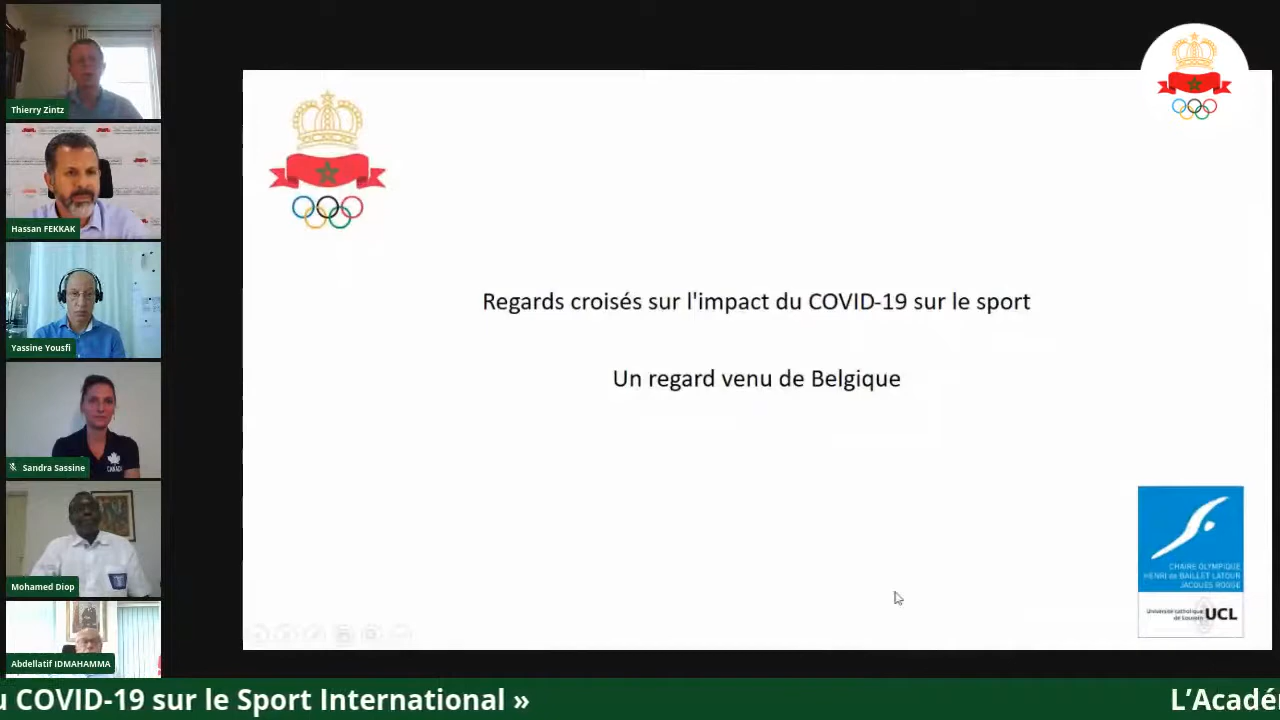 Thierry Zintz
Hassan FEKKAK
Yassine Yousfi
Sandra Sassine
CANADA
Mohamed Diop
Abdellatif IDMAHAMMA
Regards croisés sur l'impact du COVID-19 sur le sport
Un regard venu de Belgique
CHAIRE OLYMPIQUE
HENRI de BAILLET LATOUR
JACQUES ROGGE
Université catholique
de Louvain
UCL
u COVID-19 sur le Sport International »
L’Acadé